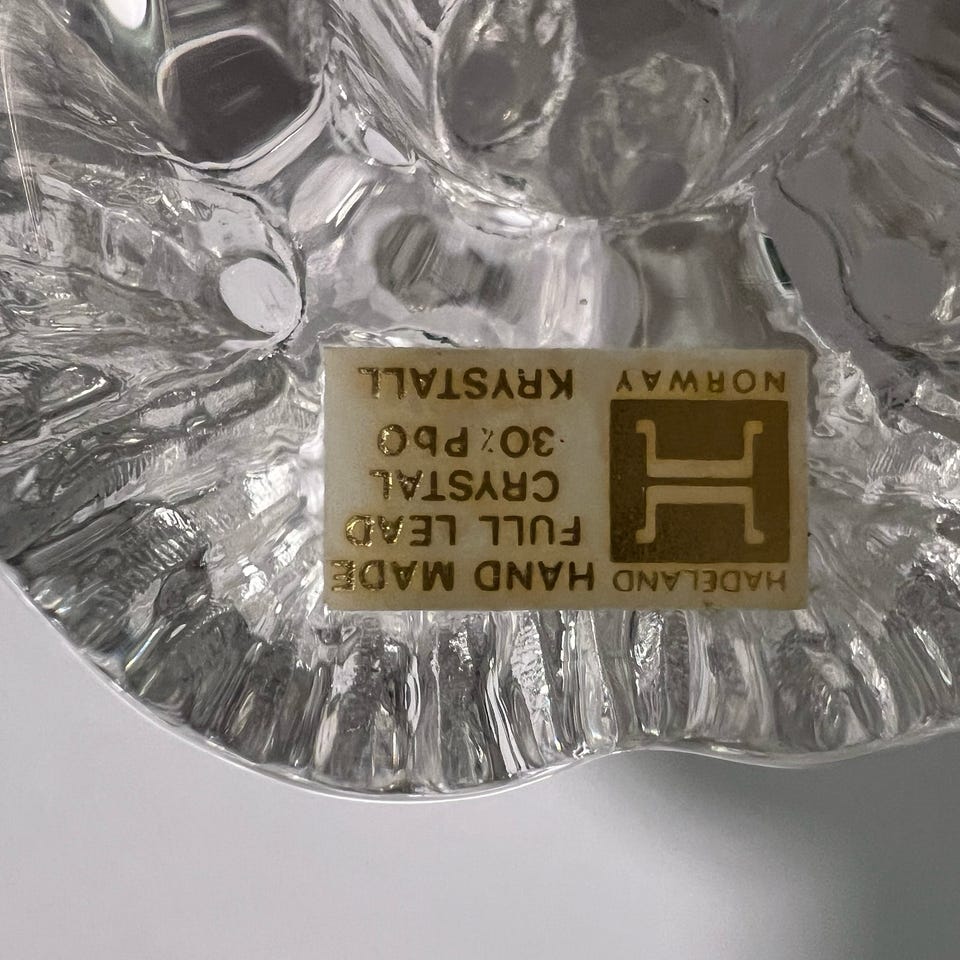 HADELAND
NORWAY
HAND MADE
FULL LEAD
CRYSTAL
30% PbO
KRYSTALL